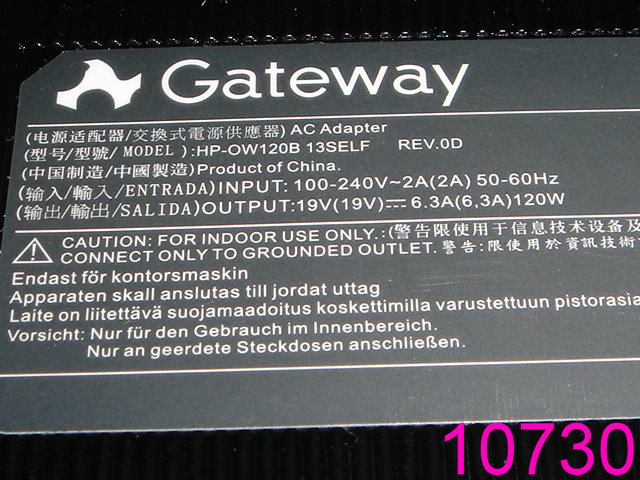 Gateway
(电源适配器/交換式電源供應器) AC Adapter
(型号/型號/ MODEL ):HP-OW120B 13SELF REV.0D
(中国制造/中國製造)Product of China.
(输入/輸入/ENTRADA)INPUT: 100-240V~2A(2A) 50-60Hz
(输出/輸出/SALIDA)OUTPUT:19V(19V)⎓ 6.3A(6,3A)120W
CAUTION: FOR INDOOR USE ONLY.:(警告限使用于信息技术设备及
CONNECT ONLY TO GROUNDED OUTLET. 警告:限使用於資訊技術
Endast för kontorsmaskin
Apparaten skall anslutas till jordat uttag
Laite on liitettävä suojamaadoitus koskettimilla varustettuun pistorasia
Vorsicht: Nur für den Gebrauch im Innenbereich.
Nur an geerdete Steckdosen anschließen.
10730